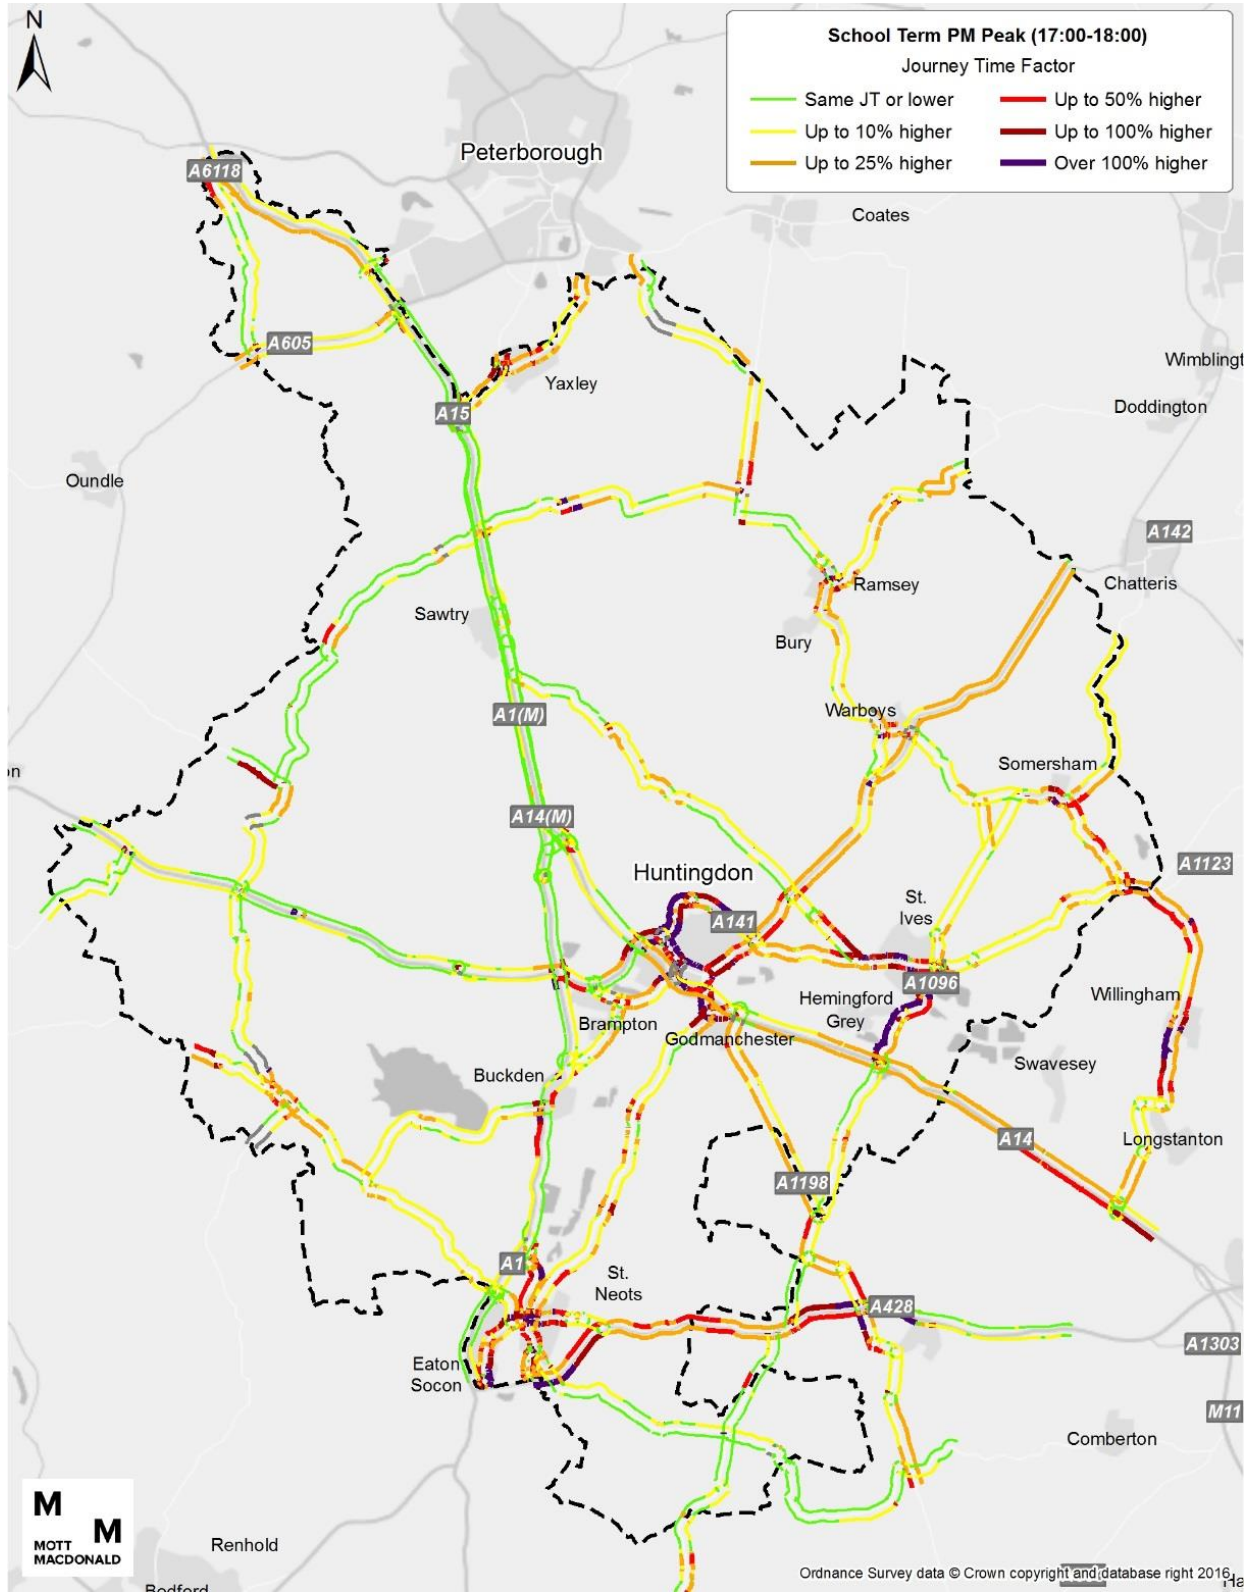 N
School Term PM Peak (17:00-18:00)
Journey Time Factor
Same JT or lower
Up to 50% higher
Up to 10% higher
Up to 100% higher
Up to 25% higher
Over 100% higher
Peterborough
A6118
Coates
A605
Wimblingt
Yaxley
Doddington
A15
Oundle
A142
Chatteris
Ramsey
Sawtry
Bury
Warboys
A1(M)
Somersham
on
A14(M)
Huntingdon
A1123
St.
Ives
A141
A1096
Willingham
Hemingford
Grey
Brampton
Godmanchester
Swavesey
Buckden
A14
Longstanton
A1198
A1
St.
Neots
A428
A1303
Eaton
Socon
M11
Comberton
M
M
MOTT
MACDONALD
Renhold
Ordnance Survey data © Crown copyright and database right 2016
Bedford
Ha